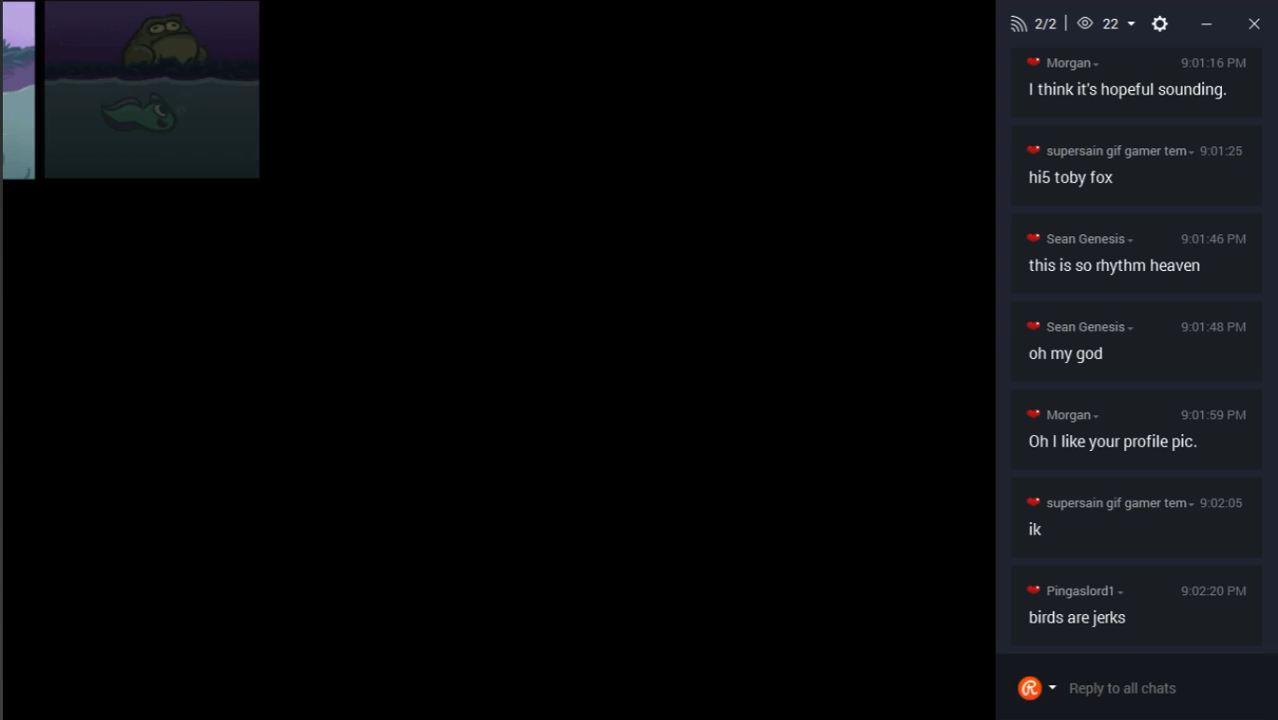 2/2 | 22
Morgan 9:01:16 PM
I think it's hopeful sounding.
supersain gif gamer tem 9:01:25
hi5 toby fox
Sean Genesis 9:01:46 PM
this is so rhythm heaven
Sean Genesis 9:01:48 PM
oh my god
Morgan 9:01:59 PM
Oh I like your profile pic.
supersain gif gamer tem 9:02:05
ik
Pingaslord1 9:02:20 PM
birds are jerks
Reply to all chats